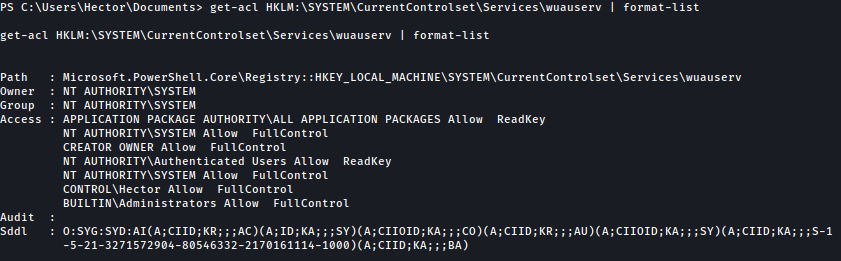 PS C:\Users\Hector\Documents> get-acl HKLM:\SYSTEM\CurrentControlset\Services\wuauserv | format-list
get-acl HKLM:\SYSTEM\CurrentControlset\Services\wuauserv | format-list
Path   : Microsoft.PowerShell.Core\Registry::HKEY_LOCAL_MACHINE\SYSTEM\CurrentControlset\Services\wuauserv
Owner  : NT AUTHORITY\SYSTEM
Group  : NT AUTHORITY\SYSTEM
Access : APPLICATION PACKAGE AUTHORITY\ALL APPLICATION PACKAGES Allow  ReadKey
         NT AUTHORITY\SYSTEM Allow  FullControl
         CREATOR OWNER Allow  FullControl
         NT AUTHORITY\Authenticated Users Allow  ReadKey
         NT AUTHORITY\SYSTEM Allow  FullControl
         CONTROL\Hector Allow  FullControl
         BUILTIN\Administrators Allow  FullControl
Audit  :
Sddl   : O:SYG:SYD:AI(A;CIID;KR;;;AC)(A;ID;KA;;;SY)(A;CIIOID;KA;;;CO)(A;CIID;KR;;;AU)(A;CIIOID;KA;;;SY)(A;CIID;KA;;;S-1
         -5-21-3271572904-80546332-2170161114-1000)(A;CIID;KA;;;BA)